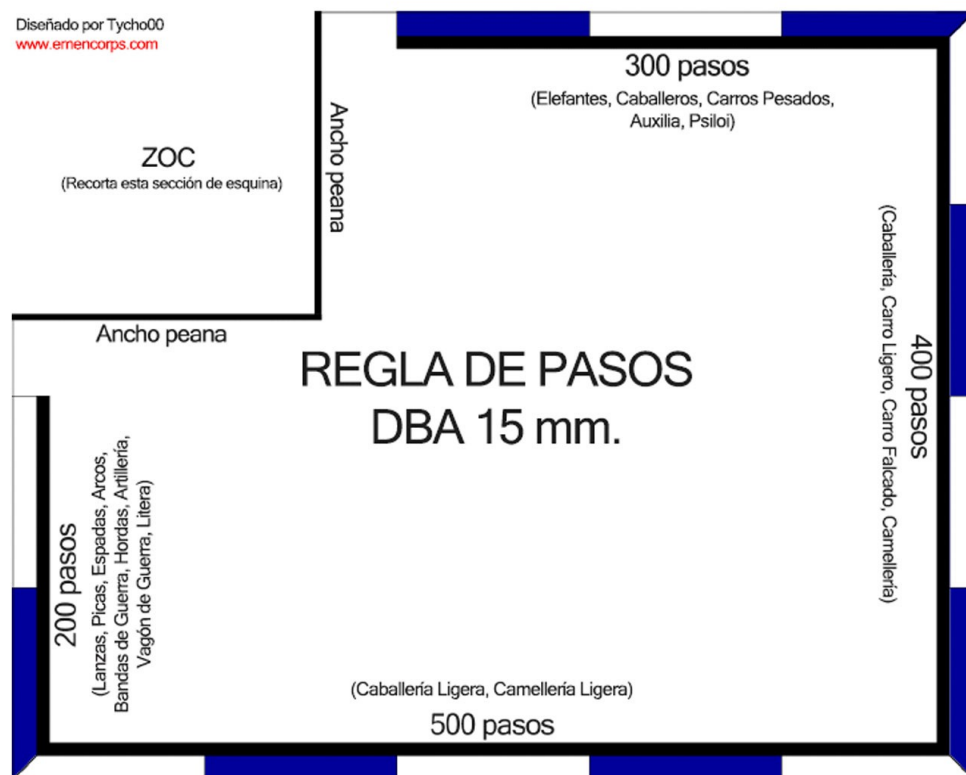 Diseñado por Tycho00
www.ernencorps.com
300 pasos
(Elefantes, Caballeros, Carros Pesados,
Auxilia, Psiloi)
Ancho peana
ZOC
(Recorta esta sección de esquina)
Ancho peana
REGLA DE PASOS
DBA 15 mm.
400 pasos
(Caballería, Carro Ligero, Carro Falcado, Camellería)
200 pasos
(Lanzas, Picas, Espadas, Arcos,
Bandas de Guerra, Hordas, Artillería,
Vagón de Guerra, Litera)
(Caballería Ligera, Camellería Ligera)
500 pasos